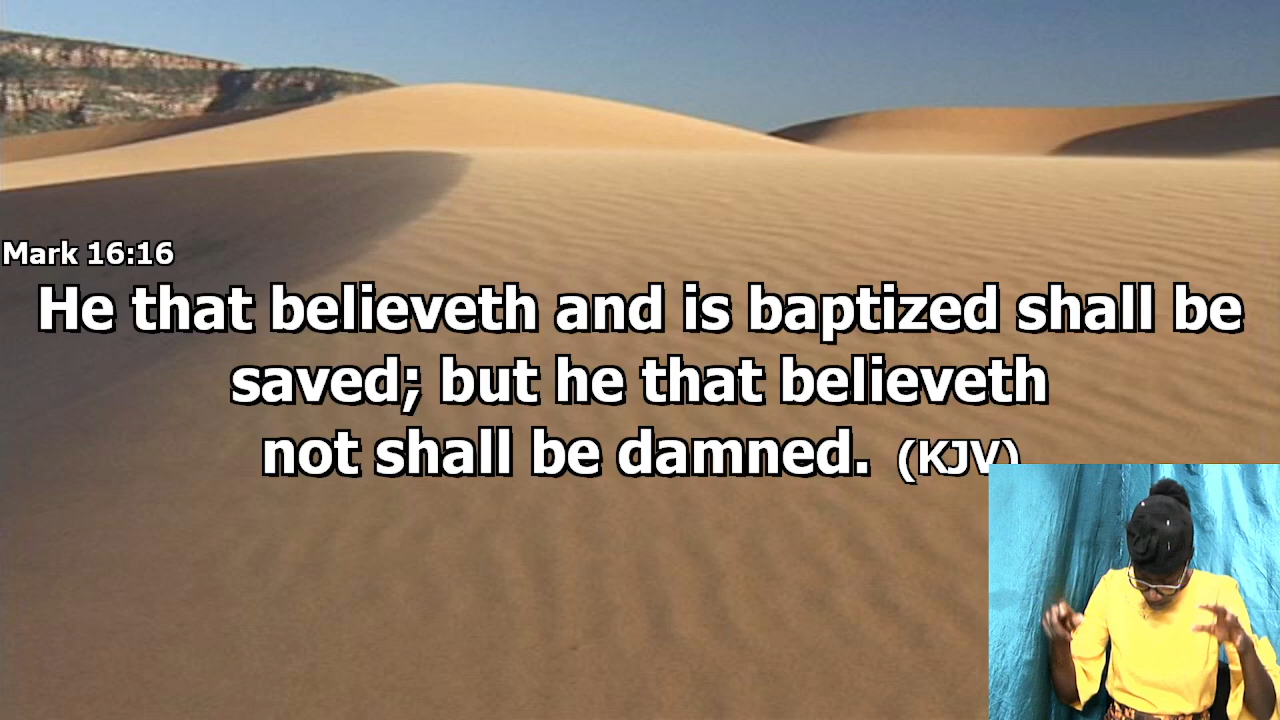 Mark 16:16
He that believeth and is baptized shall be
saved; but he that believeth
not shall be damned. (KJV)